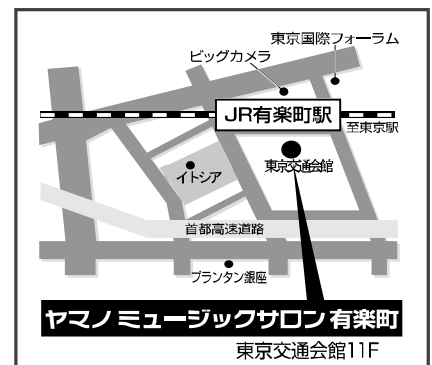 東京国際フォーラム
ビッグカメラ
JR有楽町駅
至東京駅
東京交通会館
イトシア
首都高速道路
プランタン銀座
ヤマノ ミュージックサロン 有楽町
東京交通会館11F